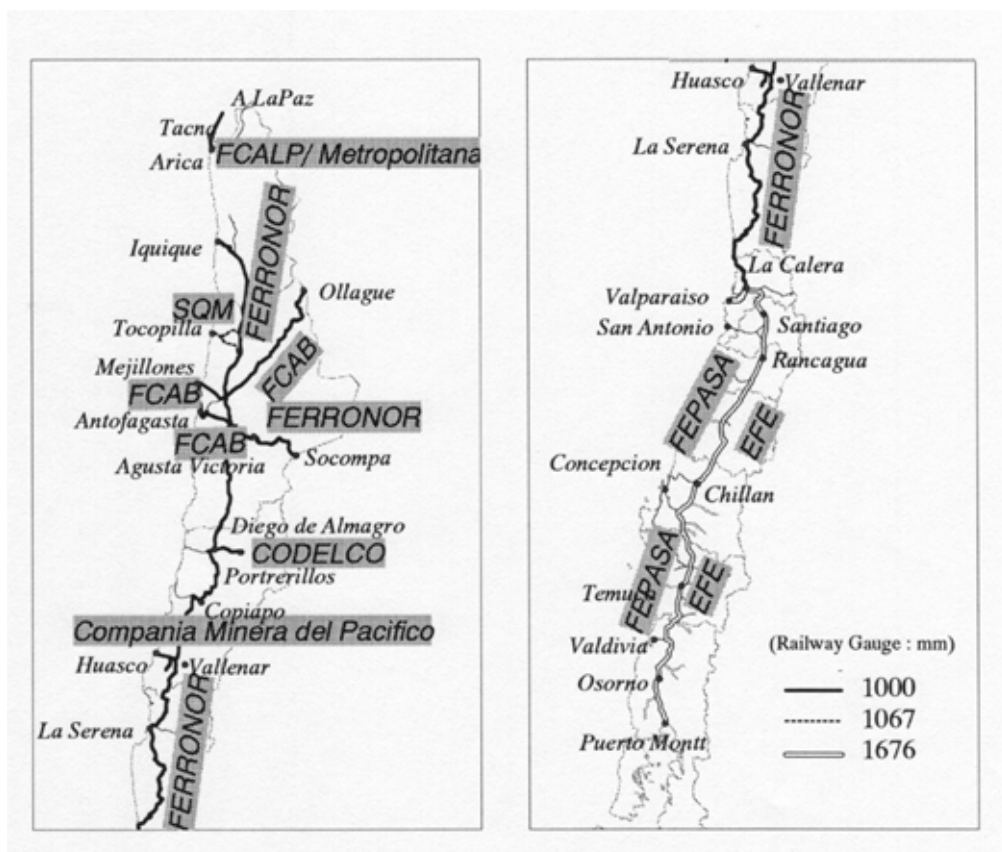 A LaPaz
Tacna
Arica
FCALP/ Metropolitana
Iquique
FERRONOR
SQM
Ollague
Tocopilla
Mejillones
FCAB
FCAB
Antofagasta
FERRONOR
FCAB
Agusta Victoria
Socompa
Diego de Almagro
CODELCO
Portrerillos
Copiapo
Compania Minera del Pacifico
Huasco
Vallenar
La Serena
FERRONOR
Huasco
Vallenar
La Serena
FERRONOR
La Calera
Valparaiso
San Antonio
Santiago
Rancagua
FEPASA
EFE
Concepcion
Chillan
FEPASA
Temuco
EFE
Valdivia
Osorno
Puerto Montt
(Railway Gauge : mm)
1000
1067
1676